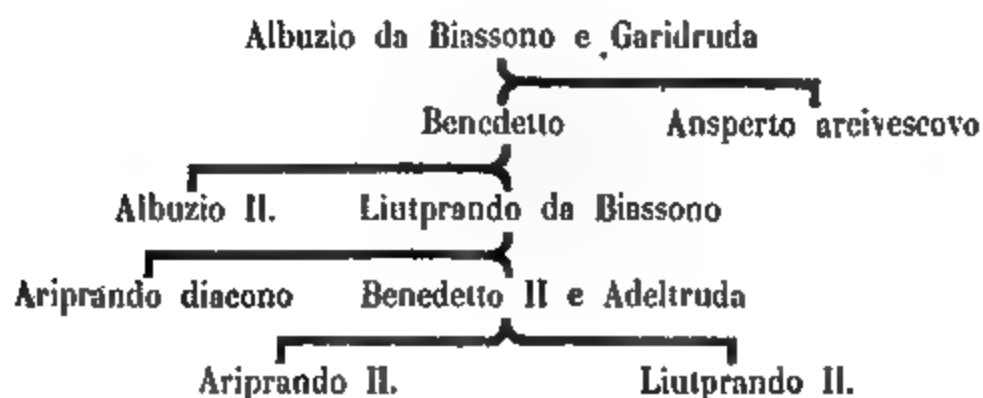 Albuzio da Biassono e Garidruda
Benedetto Ansperto arcivescovo
Albuzio II. Liutprando da Biassono
Ariprando diacono Benedetto II e Adeltruda
Ariprando II. Liutprando II.